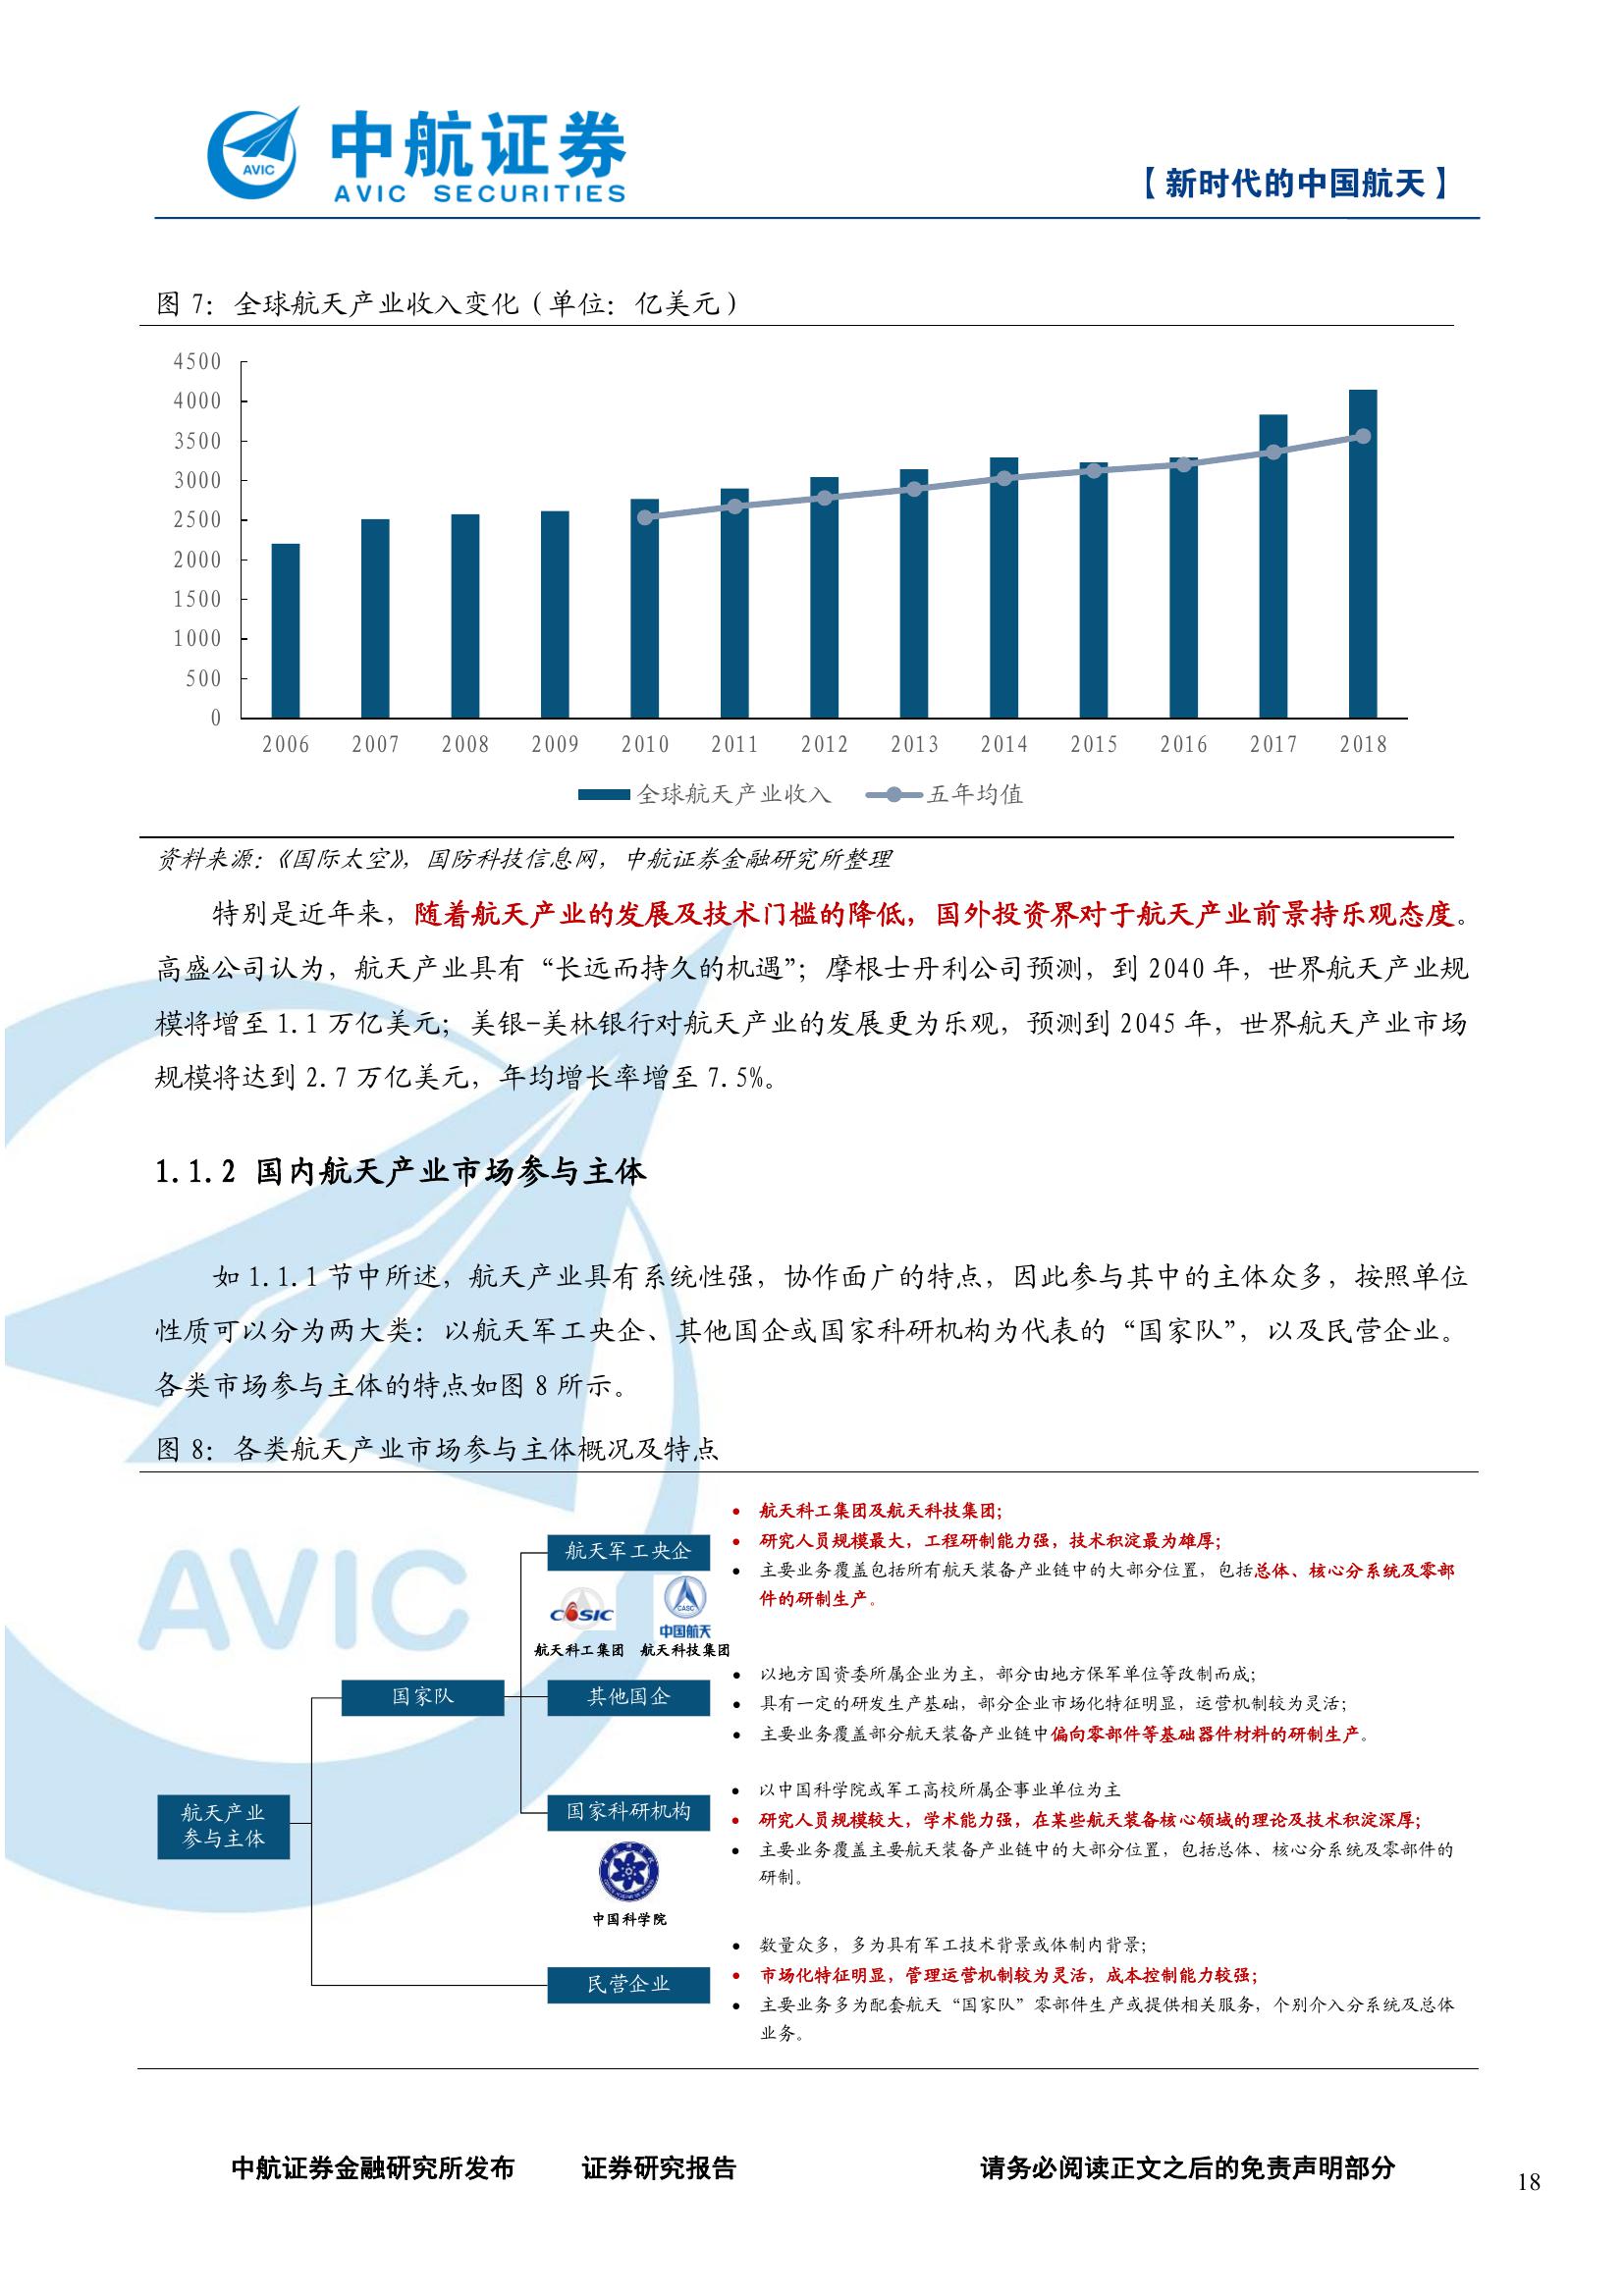 AVIC
中航证券
AVIC SECURITIES
【新时代的中国航天】
图 7：全球航天产业收入变化（单位：亿美元）
4500
4000
3500
3000
2500
2000
1500
1000
500
0
2006 2007 2008 2009 2010 2011 2012 2013 2014 2015 2016 2017 2018
全球航天产业收入 五年均值
资料来源：《国际太空》，国防科技信息网，中航证券金融研究所整理
特别是近年来，随着航天产业的发展及技术门槛的降低，国外投资界对于航天产业前景持乐观态度。
高盛公司认为，航天产业具有“长远而持久的机遇”；摩根士丹利公司预测，到 2040 年，世界航天产业规
模将增至 1.1 万亿美元；美银-美林银行对航天产业的发展更为乐观，预测到 2045 年，世界航天产业市场
规模将达到 2.7 万亿美元，年均增长率增至 7.5%。
1.1.2 国内航天产业市场参与主体
如 1.1.1 节中所述，航天产业具有系统性强，协作面广的特点，因此参与其中的主体众多，按照单位
性质可以分为两大类：以航天军工央企、其他国企或国家科研机构为代表的“国家队”，以及民营企业。
各类市场参与主体的特点如图 8 所示。
图 8：各类航天产业市场参与主体概况及特点
AVIC
航天产业
参与主体
国家队
航天军工央企
CASIC
CASC
中国航天
航天科工集团 航天科技集团
• 航天科工集团及航天科技集团；
• 研究人员规模最大，工程研制能力强，技术积淀最为雄厚；
• 主要业务覆盖包括所有航天装备产业链中的大部分位置，包括总体、核心分系统及零部
件的研制生产。
其他国企
• 以地方国资委所属企业为主，部分由地方保军单位等改制而成；
• 具有一定的研发生产基础，部分企业市场化特征明显，运营机制较为灵活；
• 主要业务覆盖部分航天装备产业链中偏向零部件等基础器件材料的研制生产。
国家科研机构
中国科学院
• 以中国科学院或军工高校所属企事业单位为主
• 研究人员规模较大，学术能力强，在某些航天装备核心领域的理论及技术积淀深厚；
• 主要业务覆盖主要航天装备产业链中的大部分位置，包括总体、核心分系统及零部件的
研制。
民营企业
• 数量众多，多为具有军工技术背景或体制内背景；
• 市场化特征明显，管理运营机制较为灵活，成本控制能力较强；
• 主要业务多为配套航天“国家队”零部件生产或提供相关服务，个别介入分系统及总体
业务。
中航证券金融研究所发布 证券研究报告 请务必阅读正文之后的免责声明部分
18